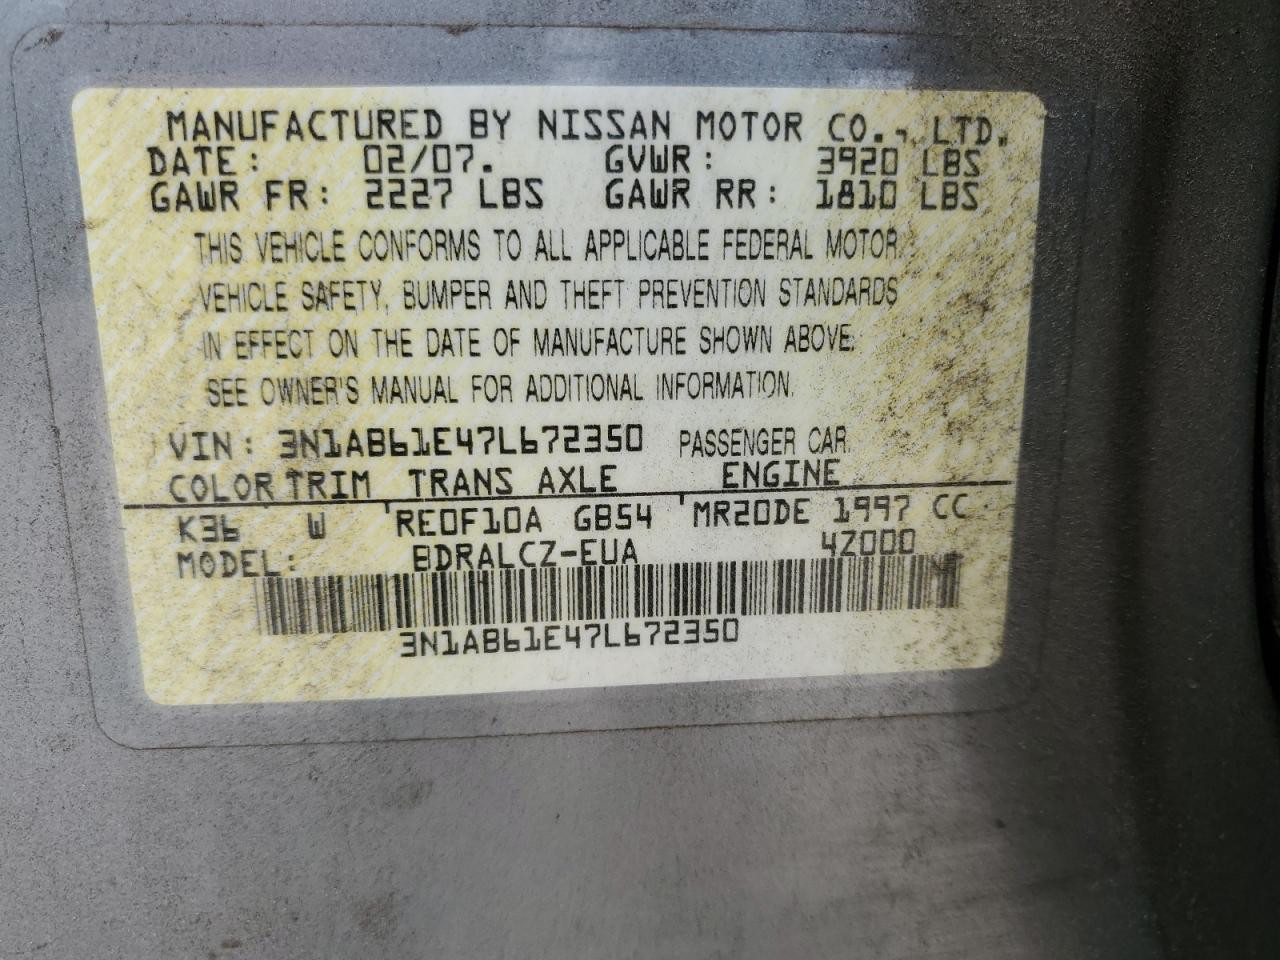 MANUFACTURED BY NISSAN MOTOR CO., LTD.
DATE: 02/07. GVWR: 3920 LBS
GAWR FR: 2227 LBS GAWR RR: 1810 LBS
THIS VEHICLE CONFORMS TO ALL APPLICABLE FEDERAL MOTOR
VEHICLE SAFETY, BUMPER AND THEFT PREVENTION STANDARDS
IN EFFECT ON THE DATE OF MANUFACTURE SHOWN ABOVE.
SEE OWNER'S MANUAL FOR ADDITIONAL INFORMATION.
VIN: 3N1AB61E47L672350 PASSENGER CAR
COLOR TRIM TRANS AXLE ENGINE
K36 W RE0F10A GB54 MR20DE 1997 CC
MODEL: BDRALCZ-EUA 4Z000
3N1AB61E47L672350